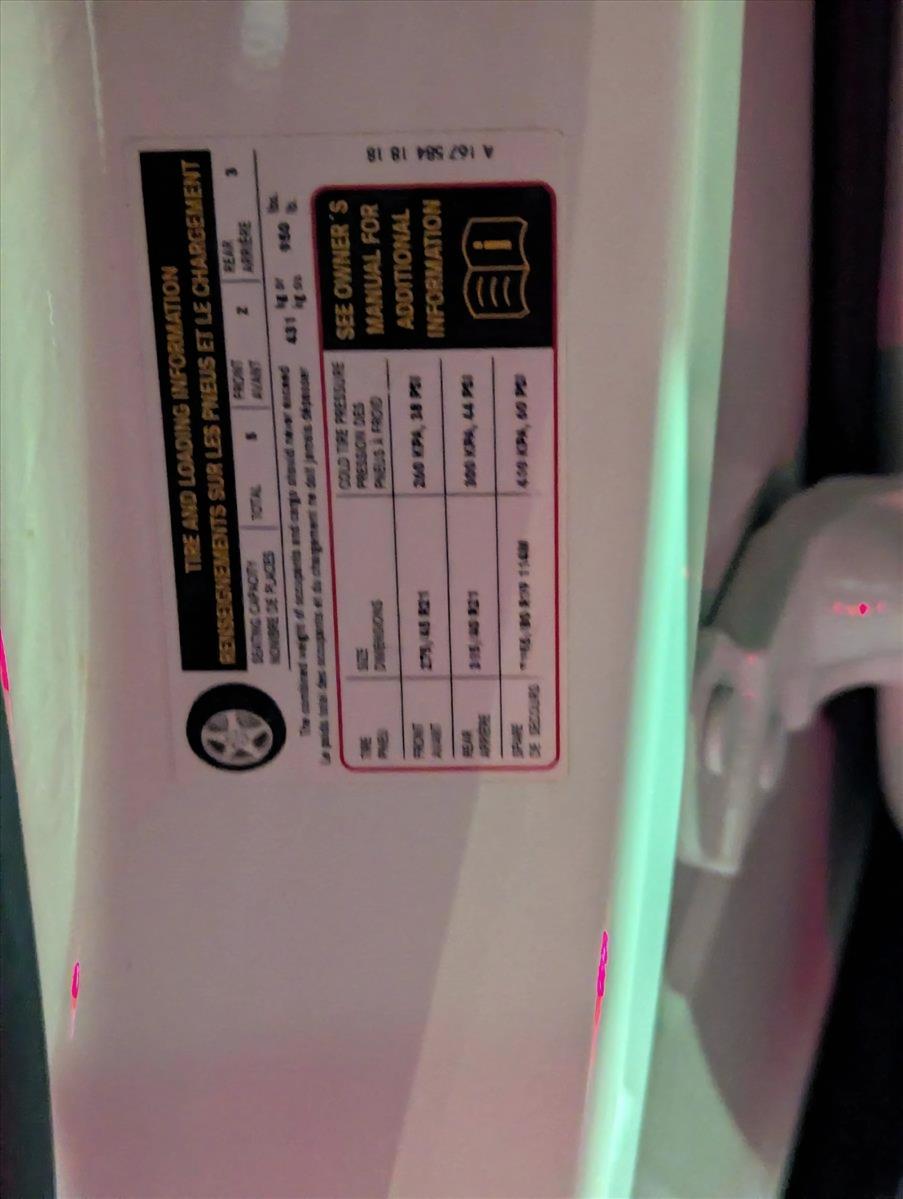 TIRE AND LOADING INFORMATION
RENSEIGNEMENTS SUR LES PNEUS ET LE CHARGEMENT
SEATING CAPACITY TOTAL 5 FRONT 2 REAR 3
NOMBRE DE PLACES AVANT ARRIÈRE
The combined weight of occupants and cargo should never exceed 431 kg or 950 lbs.
Le poids total des occupants et du chargement ne doit jamais dépasser kg ou lb.
TIRE SIZE COLD TIRE PRESSURE
PNEU DIMENSIONS PRESSION DES
PNEUS À FROID
FRONT 275/45 R21 260 KPA, 38 PSI
AVANT
REAR 315/40 R21 300 KPA, 44 PSI
ARRIÈRE
SPARE PSI
DE SECOURS
SEE OWNER´S
MANUAL FOR
ADDITIONAL
INFORMATION
i
A 167 584 18 18